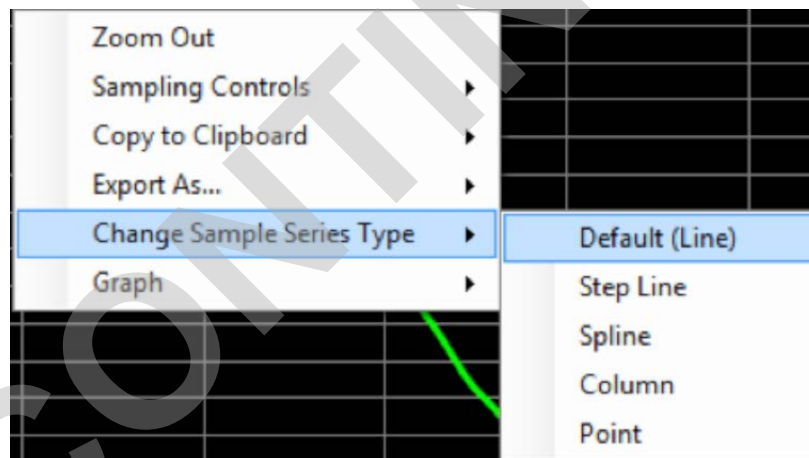 Zoom Out
Sampling Controls
Copy to Clipboard
Export As...
Change Sample Series Type
Graph
Default (Line)
Step Line
Spline
Column
Point
CONTIN